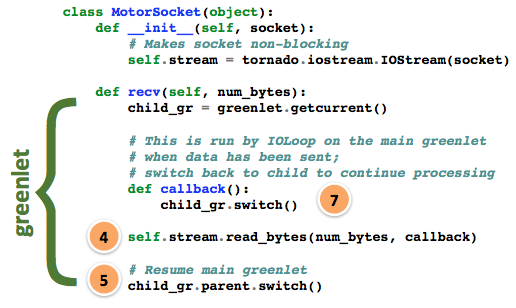 class MotorSocket(object):
    def __init__(self, socket):
        # Makes socket non-blocking
        self.stream = tornado.iostream.IOStream(socket)

    def recv(self, num_bytes):
        child_gr = greenlet.getcurrent()

        # This is run by IOLoop on the main greenlet
        # when data has been sent;
        # switch back to child to continue processing
        def callback():
            child_gr.switch()
7
4
        self.stream.read_bytes(num_bytes, callback)

        # Resume main greenlet
5
        child_gr.parent.switch()
greenlet